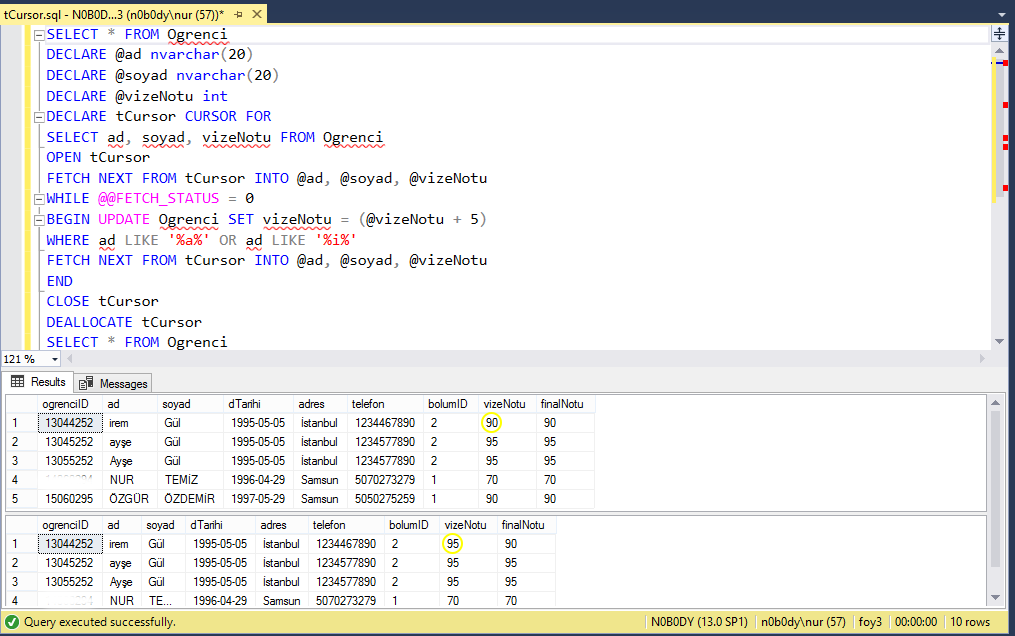 tCursor.sql - N0B0D...3 (n0b0dy\nur (57))*
SELECT * FROM Ogrenci
DECLARE @ad nvarchar(20)
DECLARE @soyad nvarchar(20)
DECLARE @vizeNotu int
DECLARE tCursor CURSOR FOR
SELECT ad, soyad, vizeNotu FROM Ogrenci
OPEN tCursor
FETCH NEXT FROM tCursor INTO @ad, @soyad, @vizeNotu
WHILE @@FETCH_STATUS = 0
BEGIN UPDATE Ogrenci SET vizeNotu = (@vizeNotu + 5)
WHERE ad LIKE '%a%' OR ad LIKE '%i%'
FETCH NEXT FROM tCursor INTO @ad, @soyad, @vizeNotu
END
CLOSE tCursor
DEALLOCATE tCursor
SELECT * FROM Ogrenci
121 %
Results Messages
ogrenciID ad soyad dTarihi adres telefon bolumID vizeNotu finalNotu
1 13044252 irem Gül 1995-05-05 İstanbul 1234467890 2 90 90
2 13045252 ayşe Gül 1995-05-05 İstanbul 1234577890 2 95 95
3 13055252 Ayşe Gül 1995-05-05 İstanbul 1234577890 2 95 95
4 NUR TEMİZ 1996-04-29 Samsun 5070273279 1 70 70
5 15060295 ÖZGÜR ÖZDEMİR 1997-05-29 Samsun 5050275259 1 90 90
ogrenciID ad soyad dTarihi adres telefon bolumID vizeNotu finalNotu
1 13044252 irem Gül 1995-05-05 İstanbul 1234467890 2 95 90
2 13045252 ayşe Gül 1995-05-05 İstanbul 1234577890 2 95 95
3 13055252 Ayşe Gül 1995-05-05 İstanbul 1234577890 2 95 95
4 NUR TE... 1996-04-29 Samsun 5070273279 1 70 70
Query executed successfully. N0B0DY (13.0 SP1) n0b0dy\nur (57) foy3 00:00:00 10 rows